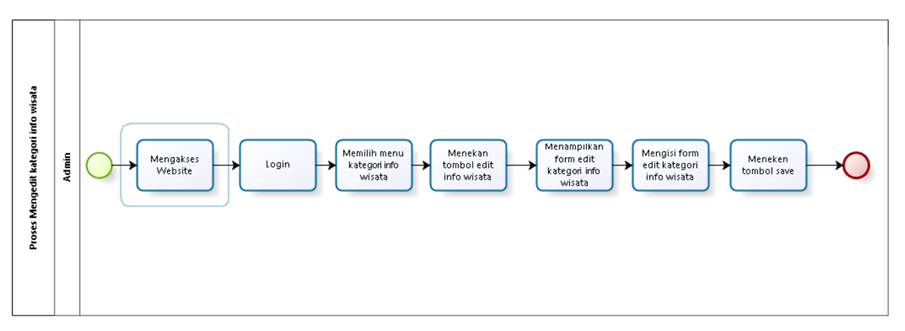 Proses Mengedit kategori info wisata
Admin
Mengakses
Website
Login
Memilih menu
kategori info
wisata
Menekan
tombol edit
info wisata
Menampilkan
form edit
kategori info
wisata
Mengisi form
edit kategori
info wisata
Meneken
tombol save